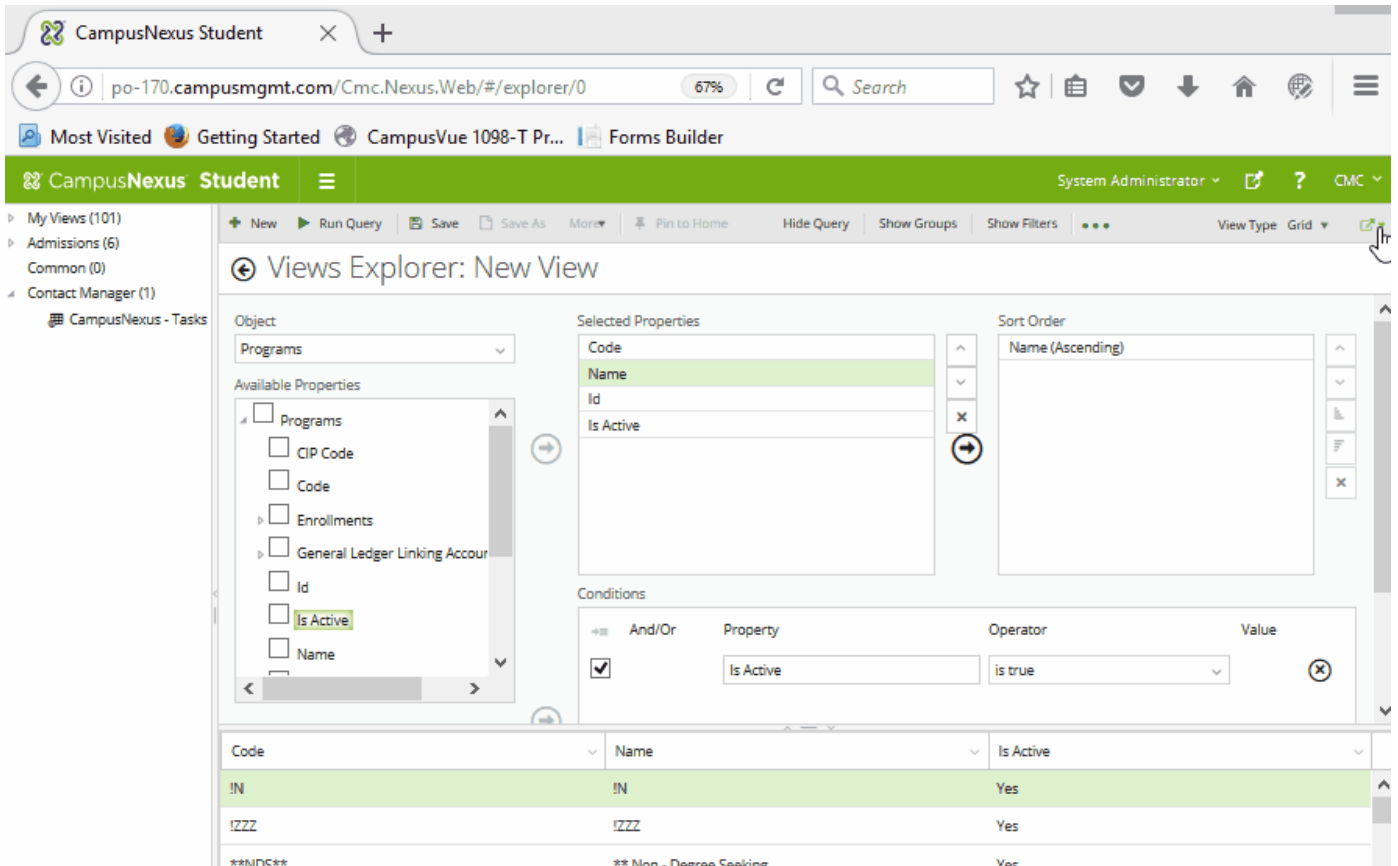 CampusNexus Student
po-170.campusmgmt.com/Cmc.Nexus.Web/#/explorer/0 67% Search
Most Visited Getting Started CampusVue 1098-T Pr... Forms Builder
CampusNexus Student System Administrator ? CMC
My Views (101)
Admissions (6)
Common (0)
Contact Manager (1)
CampusNexus - Tasks
New Run Query Save Save As More Pin to Home Hide Query Show Groups Show Filters View Type Grid
Views Explorer: New View
Object
Programs
Available Properties
Programs
CIP Code
Code
Enrollments
General Ledger Linking Accour
Id
Is Active
Name
Selected Properties
Code
Name
Id
Is Active
Sort Order
Name (Ascending)
Conditions
And/Or Property Operator Value
Is Active is true
Code Name Is Active
!N !N Yes
!ZZZ !ZZZ Yes
**NDS** ** Non - Degree Seeking Yes